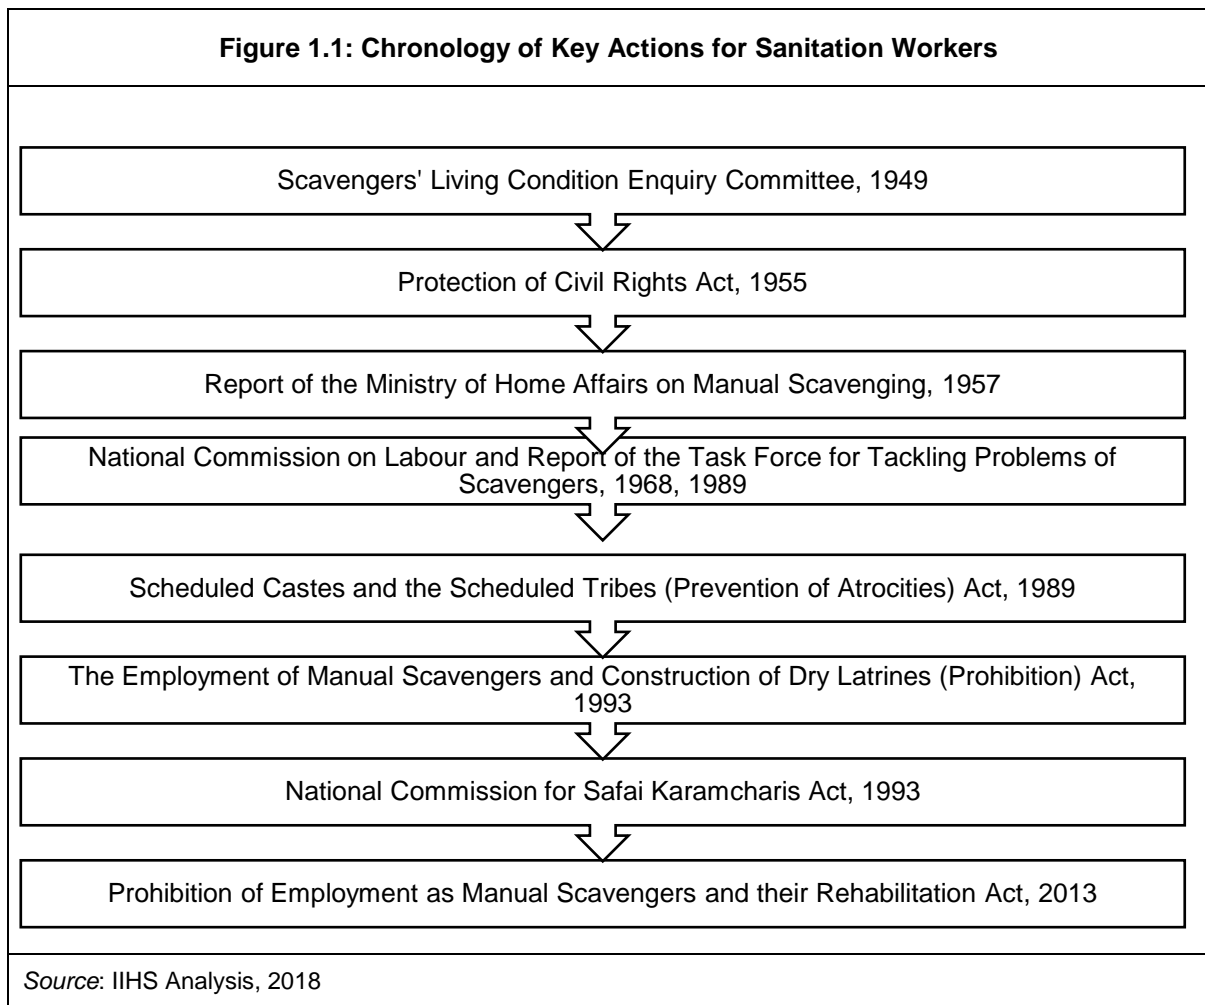 Figure 1.1: Chronology of Key Actions for Sanitation Workers
Scavengers' Living Condition Enquiry Committee, 1949
Protection of Civil Rights Act, 1955
Report of the Ministry of Home Affairs on Manual Scavenging, 1957
National Commission on Labour and Report of the Task Force for Tackling Problems of
Scavengers, 1968, 1989
Scheduled Castes and the Scheduled Tribes (Prevention of Atrocities) Act, 1989
The Employment of Manual Scavengers and Construction of Dry Latrines (Prohibition) Act,
1993
National Commission for Safai Karamcharis Act, 1993
Prohibition of Employment as Manual Scavengers and their Rehabilitation Act, 2013
Source: IIHS Analysis, 2018